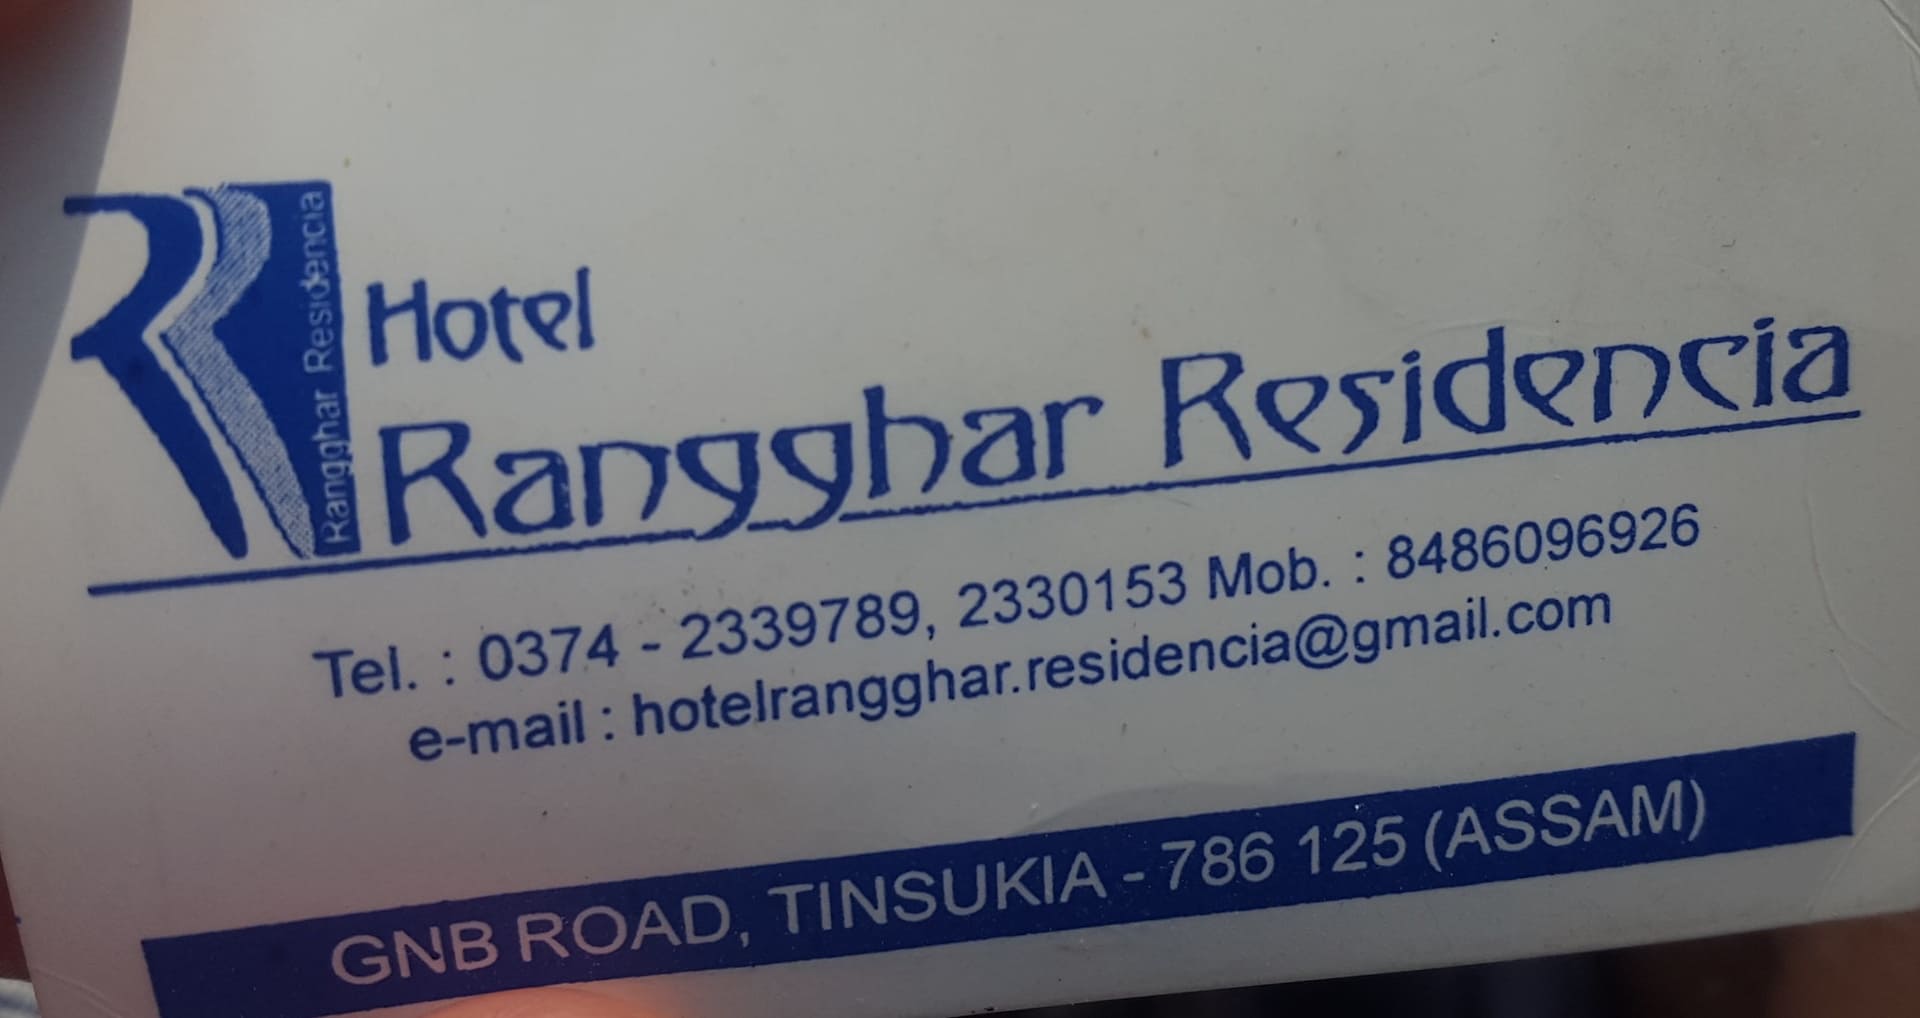 Rangghar Residencia
Hotel
Rangghar Residencia
Tel. : 0374 - 2339789, 2330153 Mob. : 8486096926
e-mail : hotelrangghar.residencia@gmail.com
GNB ROAD, TINSUKIA - 786 125 (ASSAM)